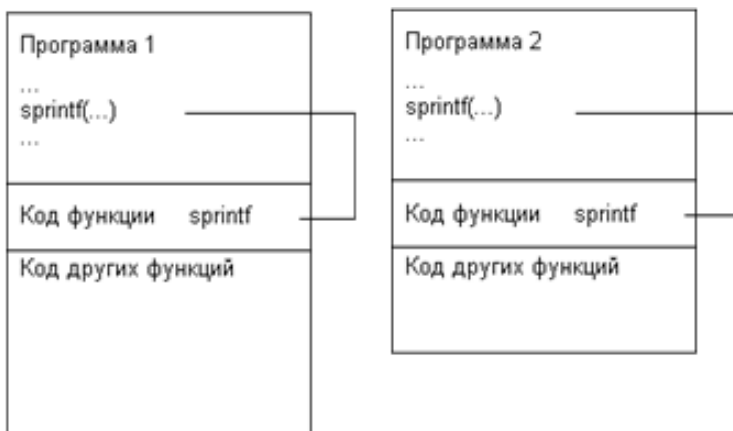 Программа 1
...
sprintf(...)
...
Код функции sprintf
Код других функций
Программа 2
...
sprintf(...)
...
Код функции sprintf
Код других функций